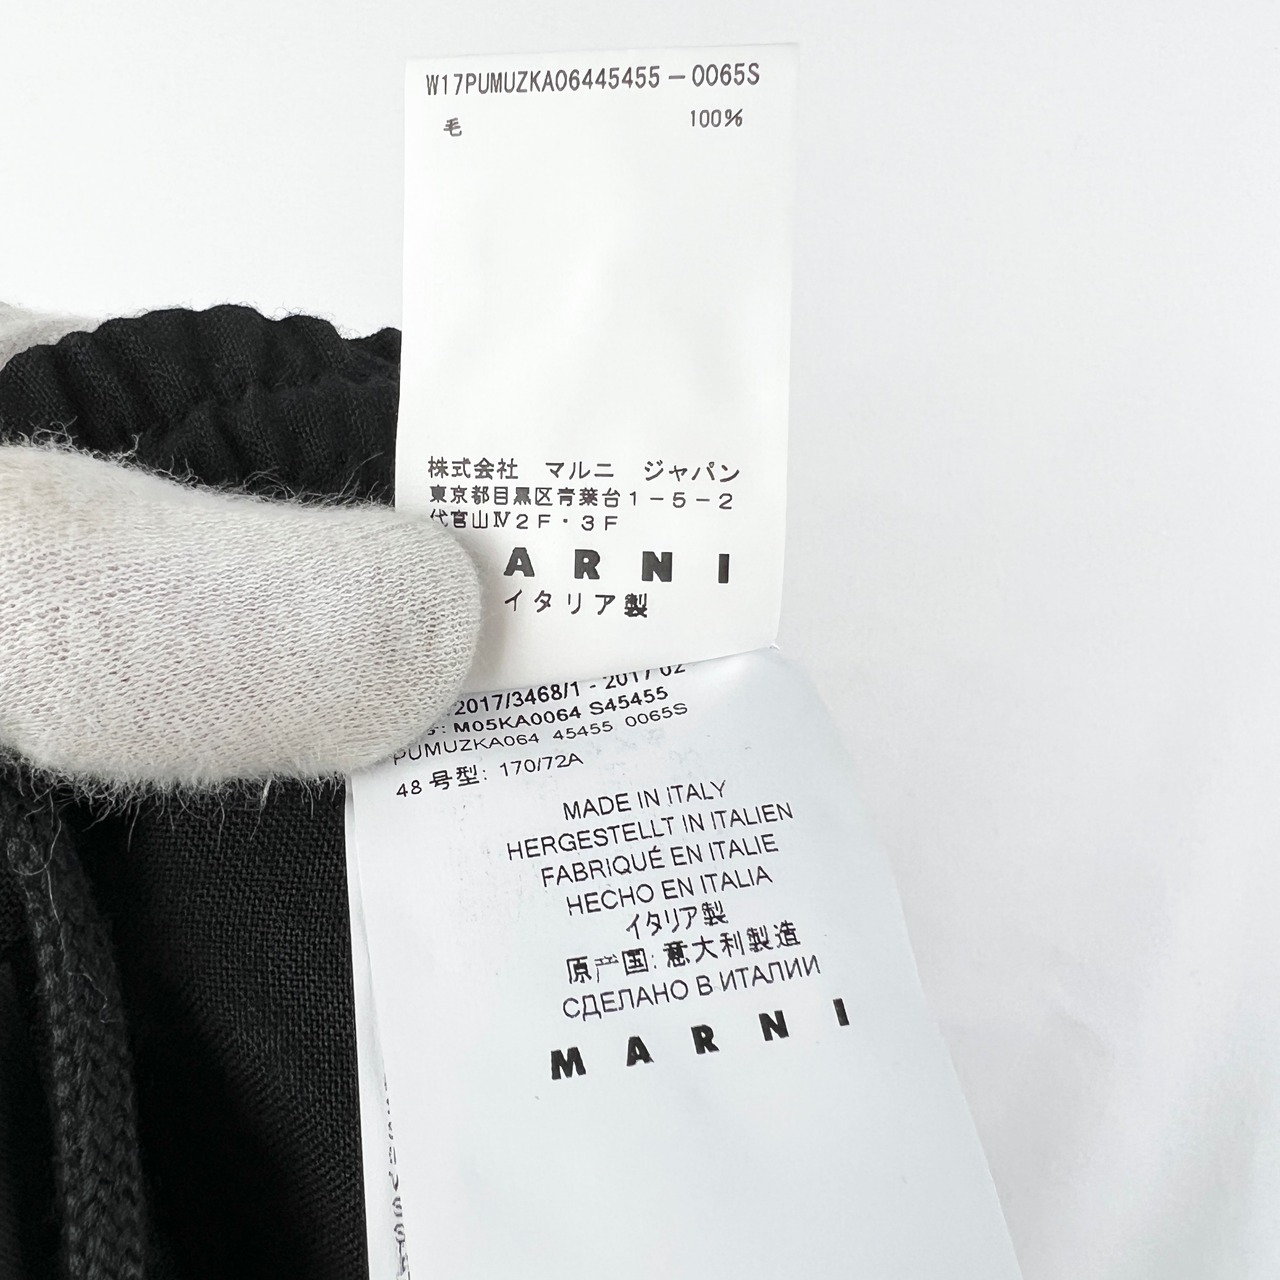 W17PUMUZKA06445455-0065S
毛 100%
株式会社 マルニ ジャパン
東京都目黒区青葉台1-5-2
代官山Ⅳ2F・3F
ARNI
イタリア製
2017/3468/1 - 2017 02
M05KA0064 S45455
PUMUZKA064 45455 0065S
48 号型: 170/72A
MADE IN ITALY
HERGESTELLT IN ITALIEN
FABRIQUÉ EN ITALIE
HECHO EN ITALIA
イタリア製
原产国: 意大利製造
СДЕЛАНО В ИТАЛИИ
MARNI